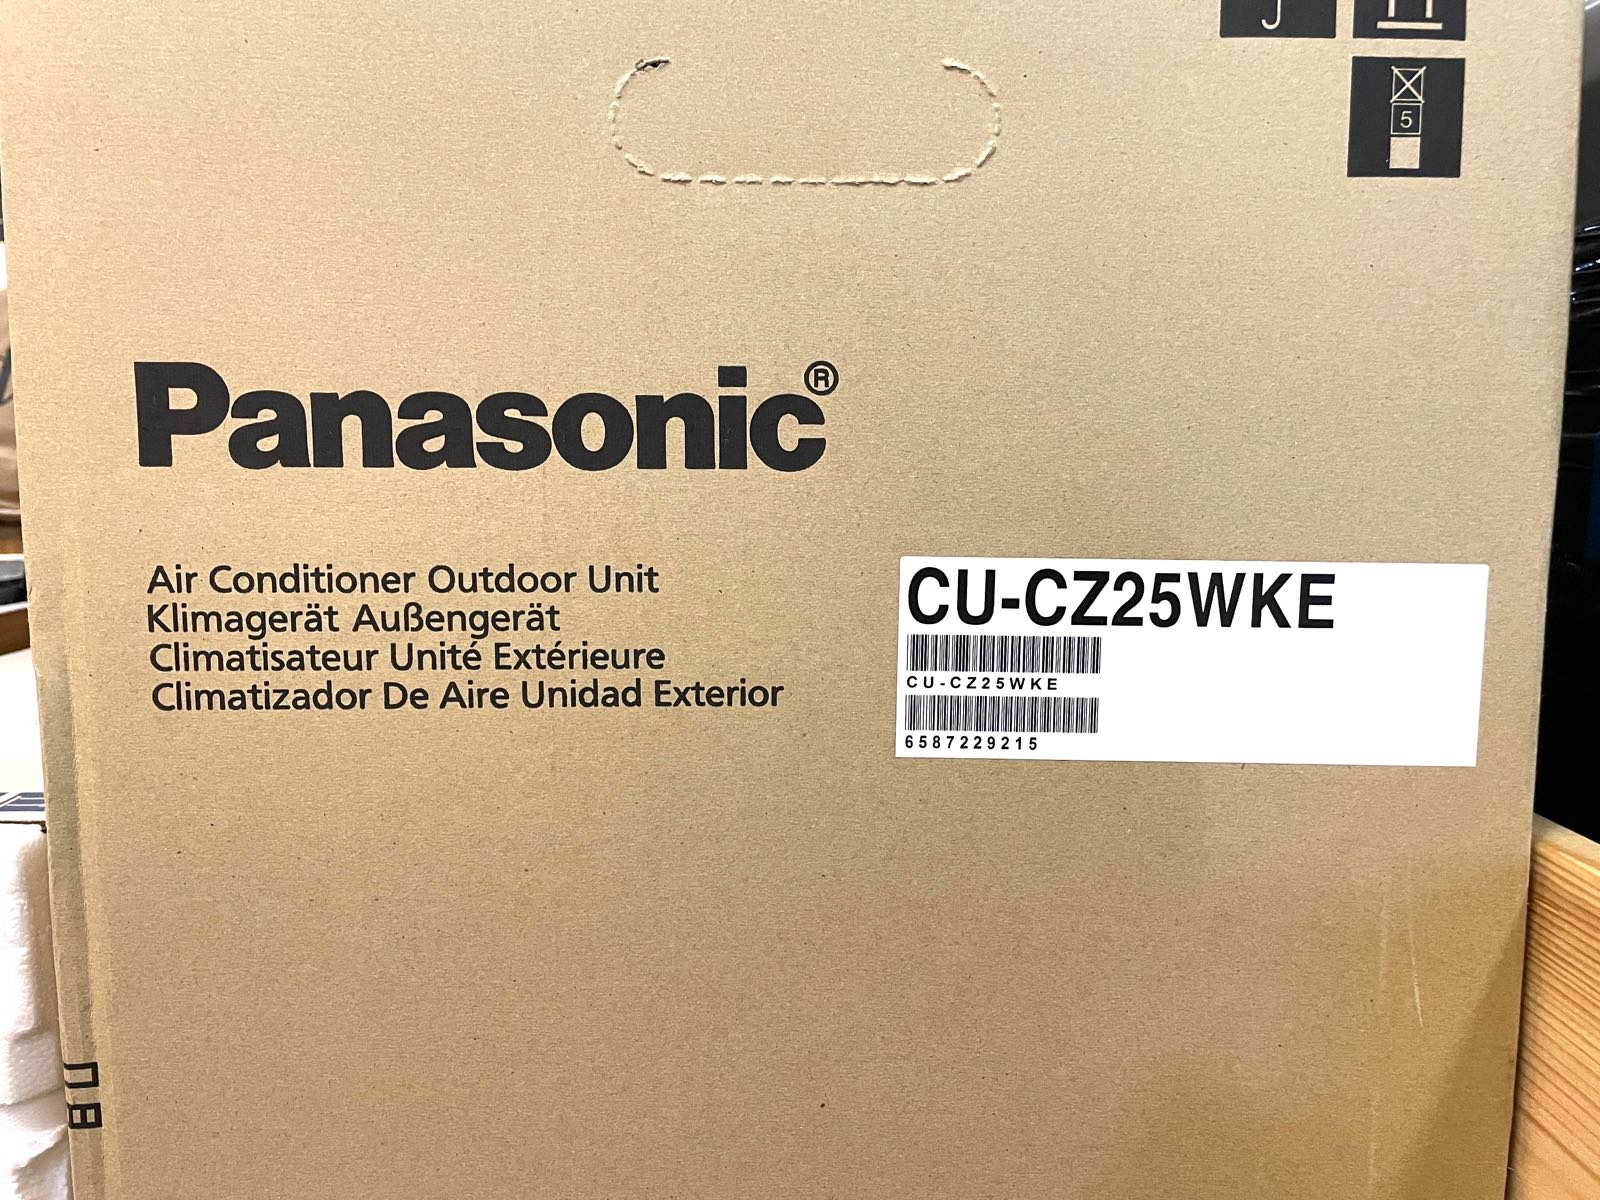 J
5
Panasonic®
Air Conditioner Outdoor Unit
Klimagerät Außengerät
Climatisateur Unité Extérieure
Climatizador De Aire Unidad Exterior
CU-CZ25WKE
CU-CZ25WKE
6587229215